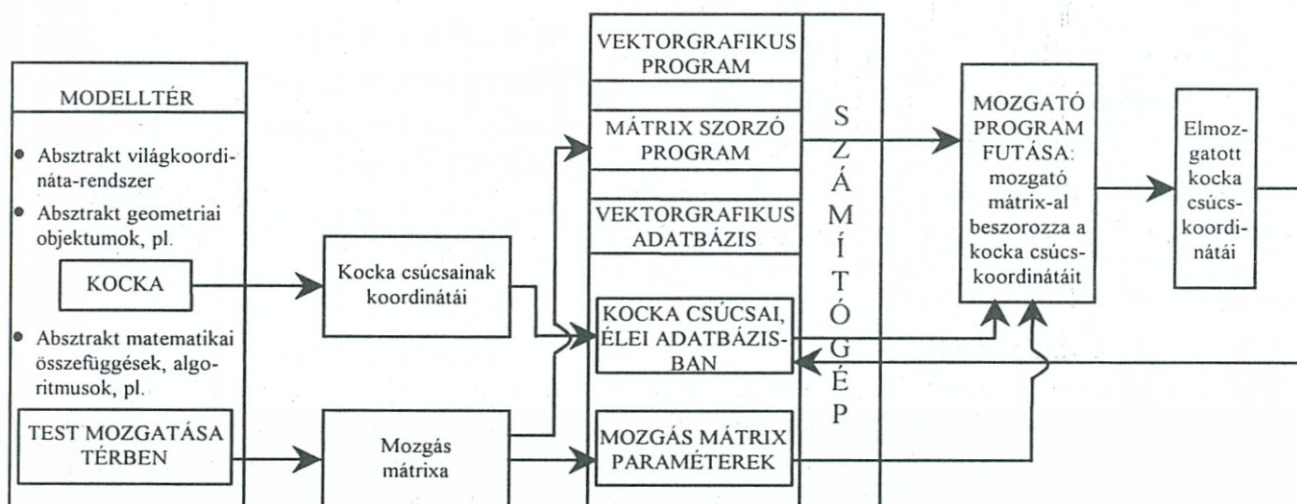 MODELLTÉR
• Absztrakt világkoordi-
náta-rendszer
• Absztrakt geometriai
objektumok, pl.
KOCKA
• Absztrakt matematikai
összefüggések, algo-
ritmusok, pl.
TEST MOZGATÁSA
TÉRBEN
Kocka csúcsainak
koordinátái
Mozgás
mátrixa
VEKTORGRAFIKUS
PROGRAM
MÁTRIX SZORZÓ
PROGRAM
VEKTORGRAFIKUS
ADATBÁZIS
KOCKA CSÚCSAI,
ÉLEI ADATBÁZIS-
BAN
MOZGÁS MÁTRIX
PARAMÉTEREK
S
Z
Á
M
Í
T
Ó
G
É
P
MOZGATÓ
PROGRAM
FUTÁSA:
mozgató
mátrix-al
beszorozza a
kocka csúcs-
koordinátáit
Elmoz-
gatott
kocka
csúcs-
koordi-
nátái